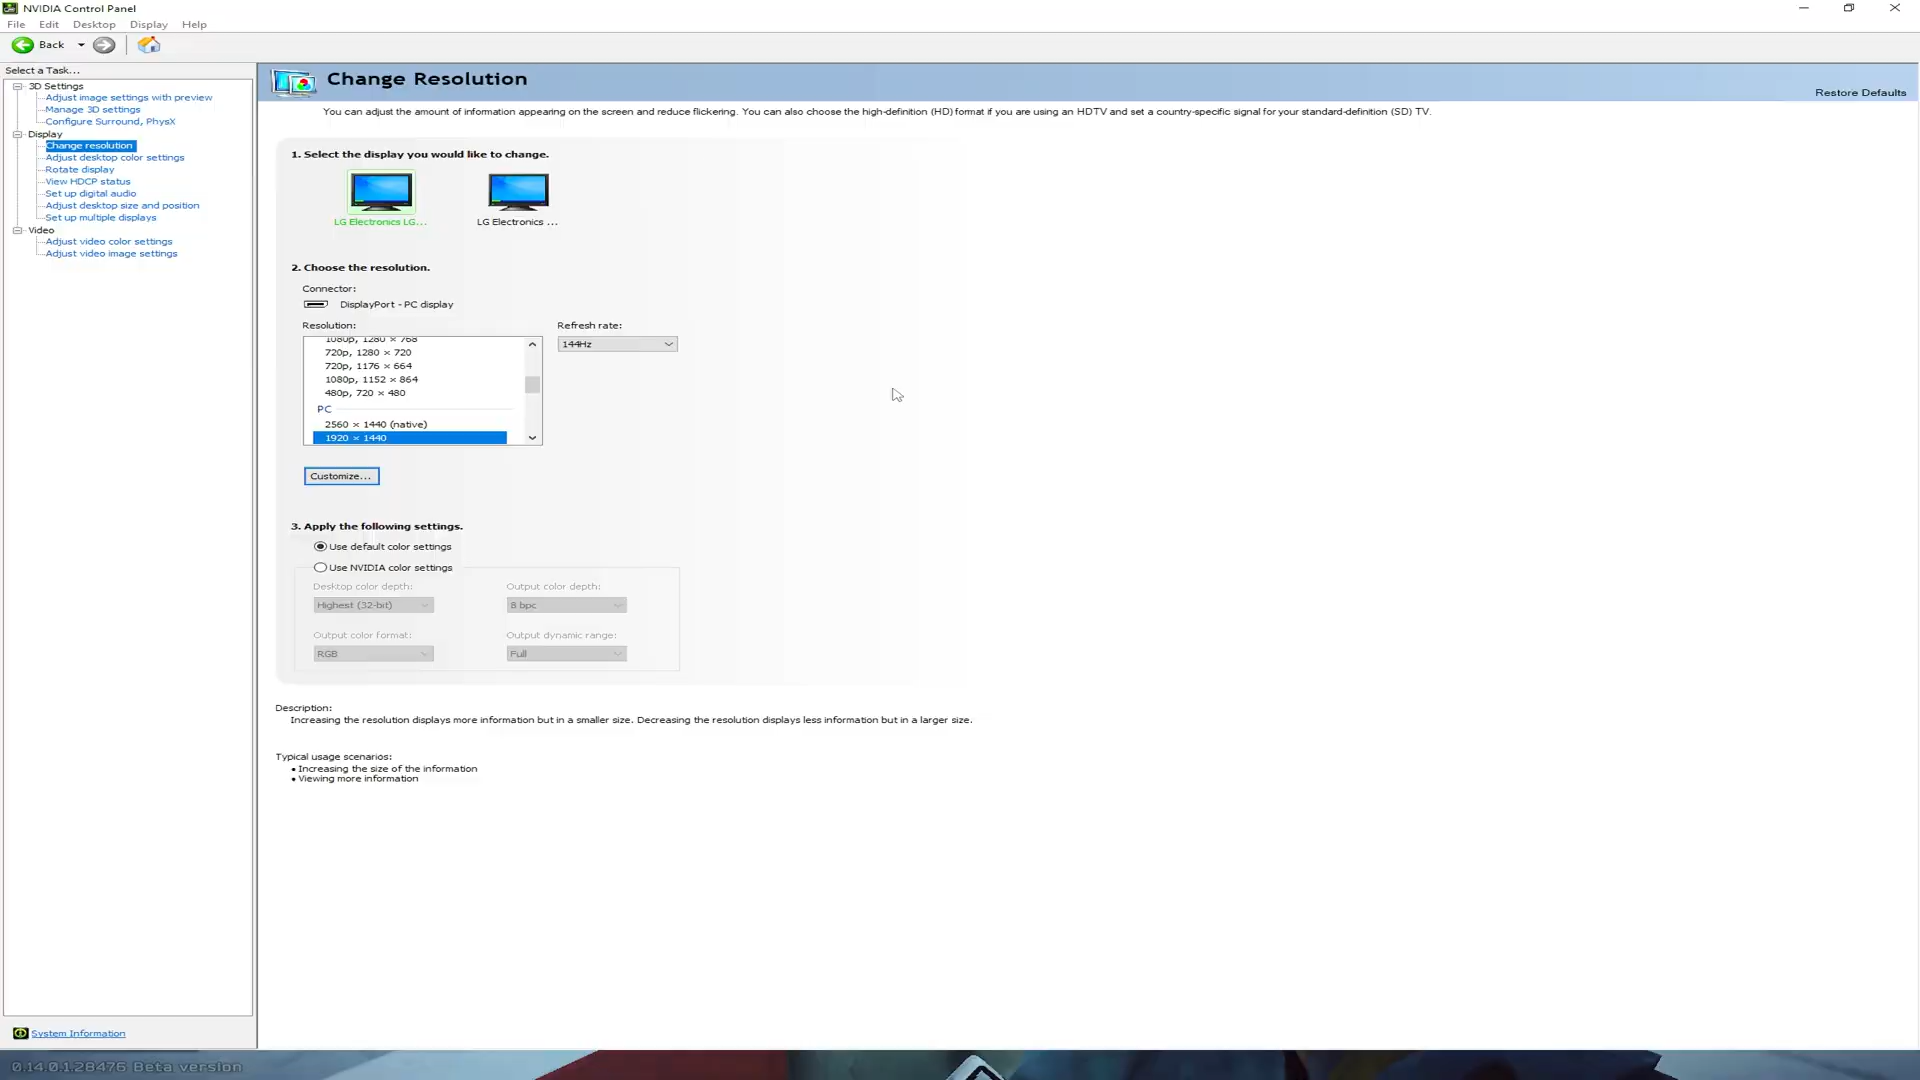 NVIDIA Control Panel
File Edit Desktop Display Help
Back
Select a Task...
3D Settings
Adjust image settings with preview
Manage 3D settings
Configure Surround, PhysX
Display
Change resolution
Adjust desktop color settings
Rotate display
View HDCP status
Set up digital audio
Adjust desktop size and position
Set up multiple displays
Video
Adjust video color settings
Adjust video image settings
System Information
Change Resolution
Restore Defaults
You can adjust the amount of information appearing on the screen and reduce flickering. You can also choose the high-definition (HD) format if you are using an HDTV and set a country-specific signal for your standard-definition (SD) TV.
1. Select the display you would like to change.
LG Electronics LG... LG Electronics ...
2. Choose the resolution.
Connector:
DisplayPort - PC display
Resolution: Refresh rate:
144Hz
1080p, 1280 × 768
720p, 1280 × 720
720p, 1176 × 664
1080p, 1152 × 864
480p, 720 × 480
PC
2560 × 1440 (native)
1920 × 1440
Customize...
3. Apply the following settings.
Use default color settings
Use NVIDIA color settings
Desktop color depth: Output color depth:
Highest (32-bit) 8 bpc
Output color format: Output dynamic range:
RGB Full
Description:
Increasing the resolution displays more information but in a smaller size. Decreasing the resolution displays less information but in a larger size.
Typical usage scenarios:
• Increasing the size of the information
• Viewing more information
0.14.0.1.28476 Beta version